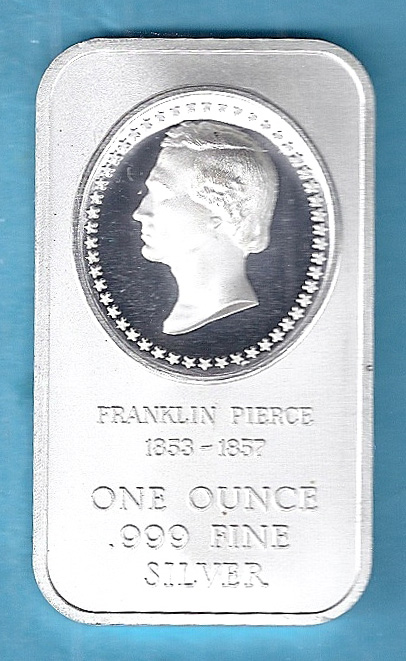 FRANKLIN PIERCE
1853-1857
ONE OUNCE
.999 FINE
SILVER